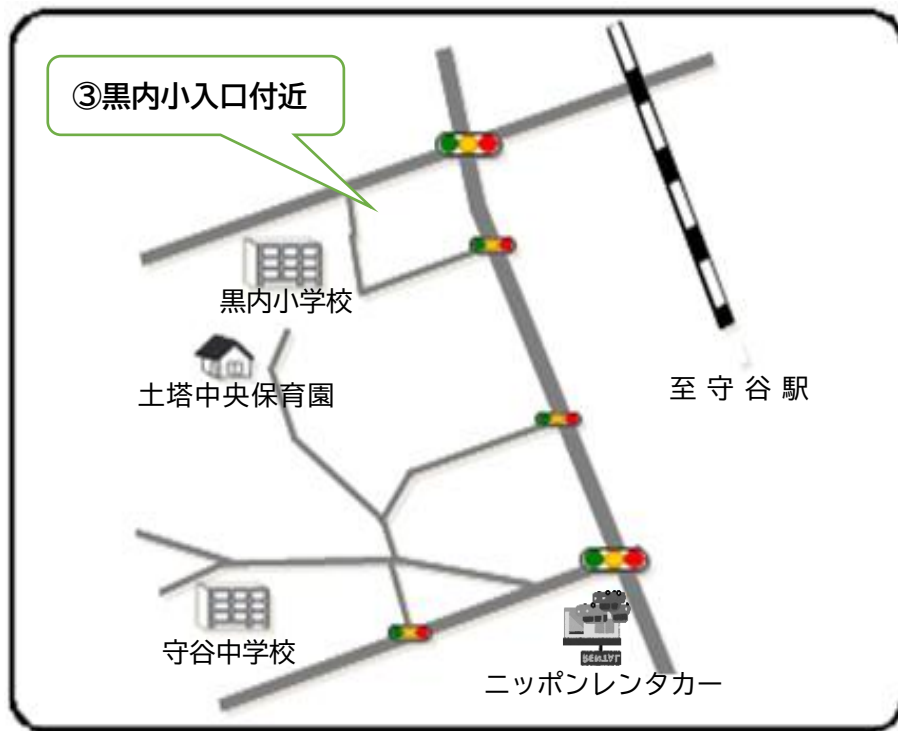 ③黒内小入口付近
黒内小学校
土塔中央保育園
至守谷駅
守谷中学校
RENTAL
ニッポンレンタカー